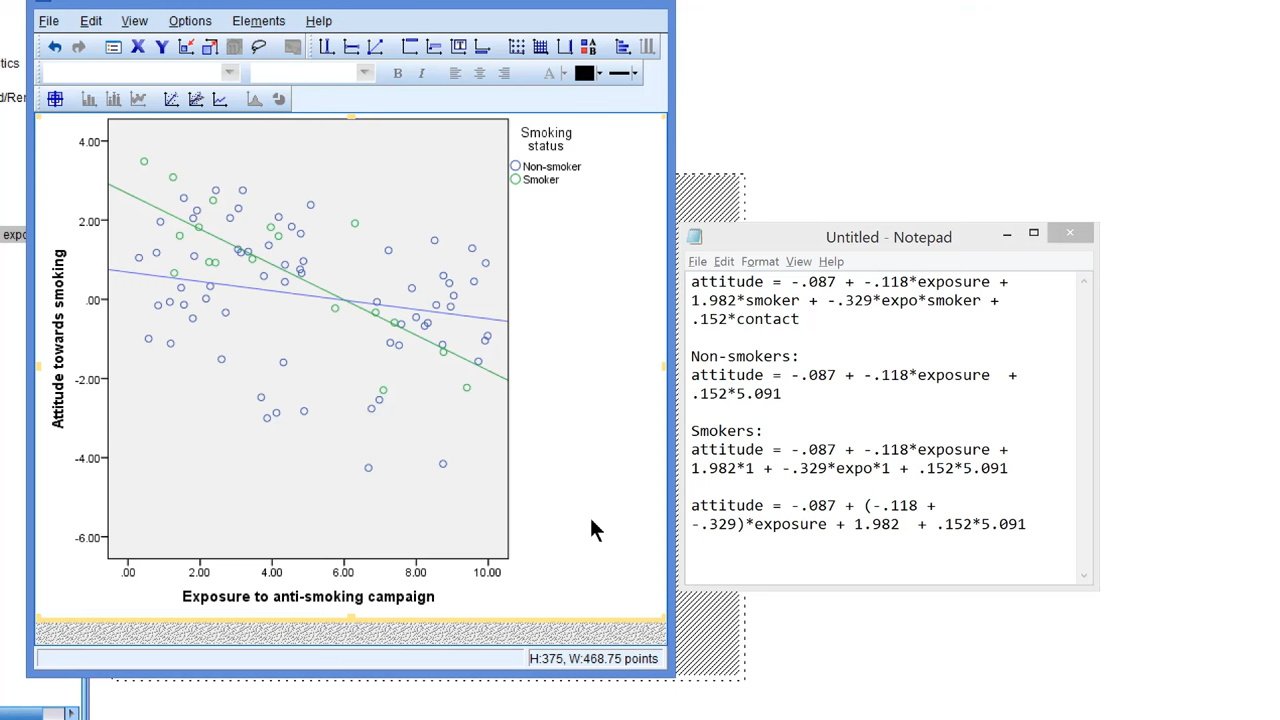 File Edit View Options Elements Help
X Y
B I A
tics
expo
Smoking
status
Non-smoker
Smoker
4.00
2.00
.00
-2.00
-4.00
-6.00
Attitude towards smoking
.00 2.00 4.00 6.00 8.00 10.00
Exposure to anti-smoking campaign
H:375, W:468.75 points
Untitled - Notepad
File Edit Format View Help
attitude = -.087 + -.118*exposure +
1.982*smoker + -.329*expo*smoker +
.152*contact
Non-smokers:
attitude = -.087 + -.118*exposure  +
.152*5.091
Smokers:
attitude = -.087 + -.118*exposure +
1.982*1 + -.329*expo*1 + .152*5.091
attitude = -.087 + (-.118 +
-.329)*exposure + 1.982  + .152*5.091